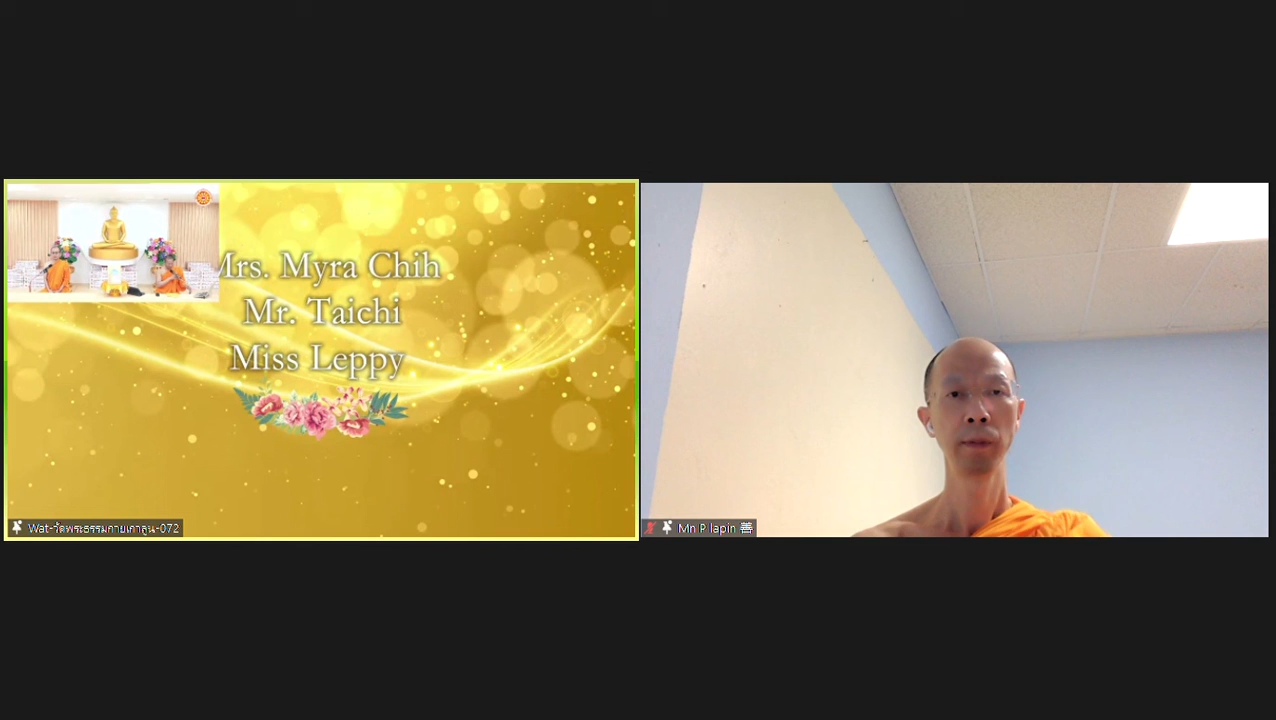 Mrs. Myra Chih
Mr. Taichi
Miss Leppy
Wat-วัดพระธรรมกายเกาลูน-072
Mn P lapin 善